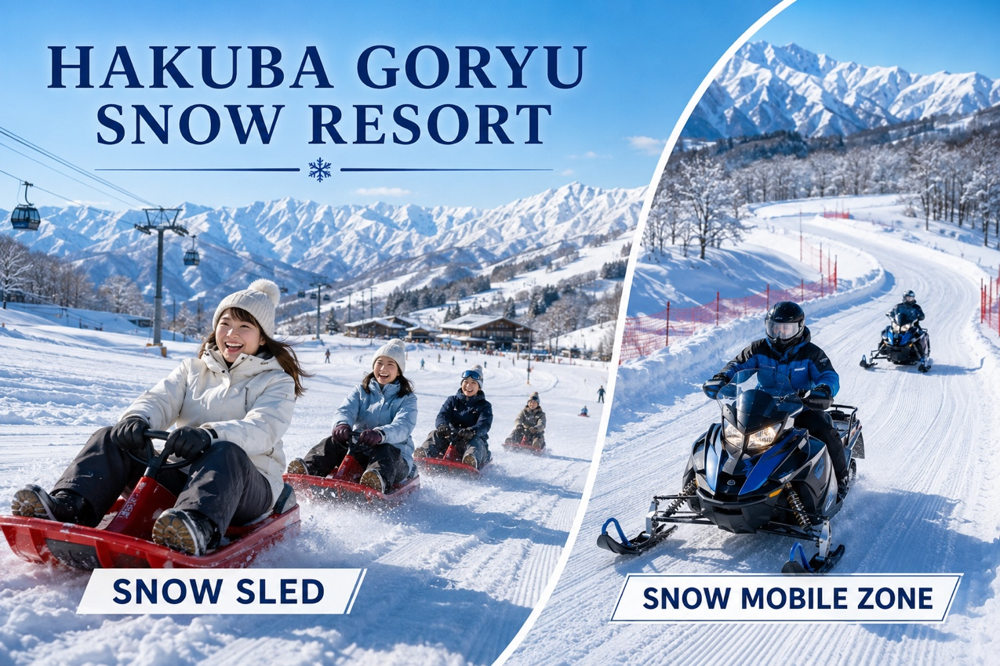 HAKUBA GORYU
SNOW RESORT
SNOW SLED
SNOW MOBILE ZONE